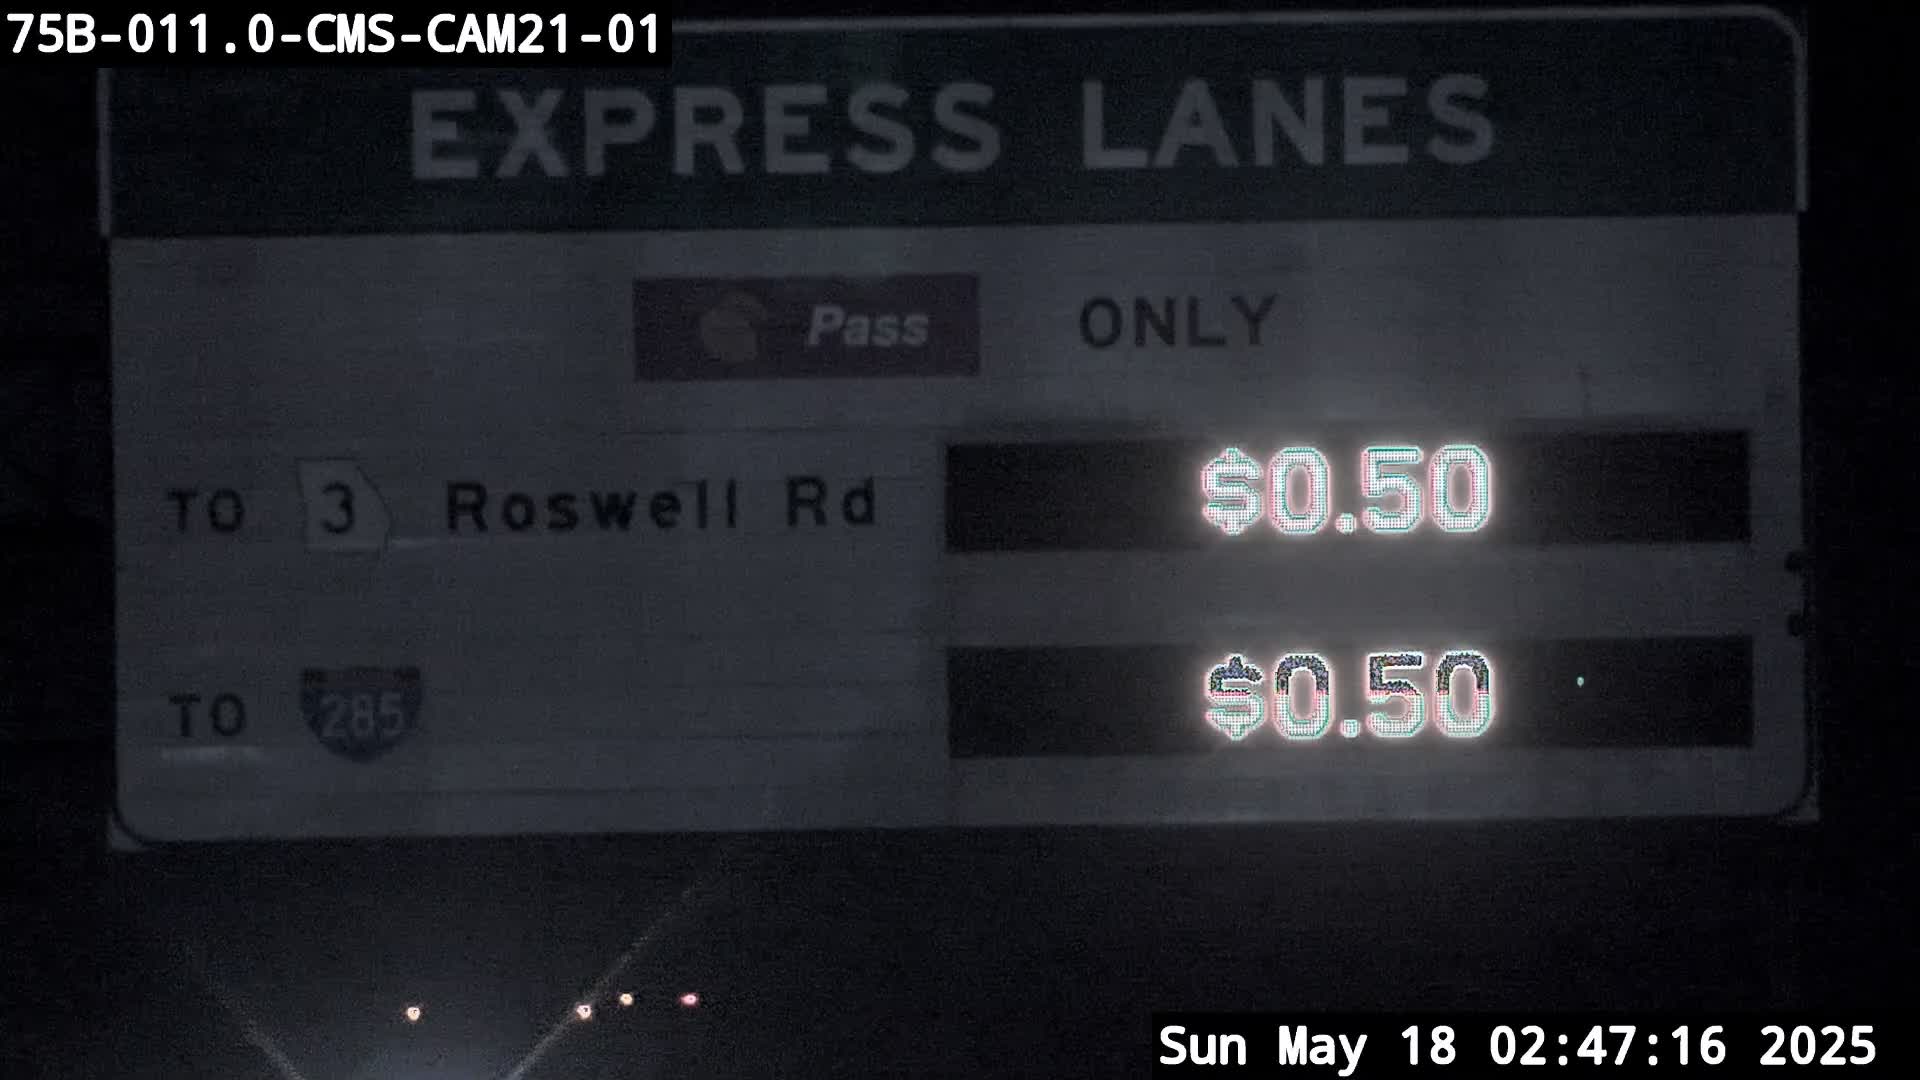 75B-011.0-CMS-CAM21-01
EXPRESS LANES
Pass ONLY
TO 3 Roswell Rd $0.50
TO 285 $0.50
Sun May 18 02:47:16 2025